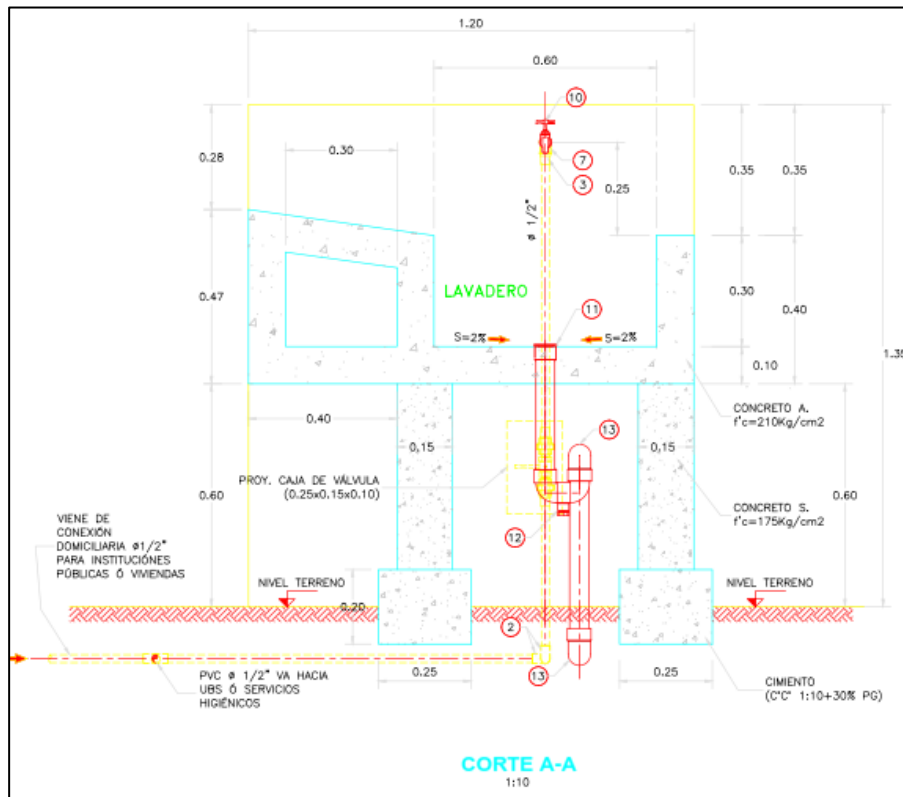 1.20
0.60
10
0.28
0.30
7
3
0.25
0.35
0.35
ø 1/2"
1.35
0.47
LAVADERO
0.30
0.40
S=2%
S=2%
11
0.10
0.40
CONCRETO A.
f'c=210Kg/cm2
13
0,15
0,15
PROY. CAJA DE VÁLVULA
(0.25x0.15x0.10)
0.60
0.60
CONCRETO S.
f'c=175Kg/cm2
12
VIENE DE
CONEXIÓN
DOMICILIARIA ø1/2"
PARA INSTITUCIÓNES
PÚBLICAS Ó VIVIENDAS
NIVEL TERRENO
NIVEL TERRENO
0.20
2
13
0.25
0.25
PVC ø 1/2" VA HACIA
UBS Ó SERVICIOS
HIGIÉNICOS
CIMIENTO
(C°C° 1:10+30% PG)
CORTE A-A
1:10